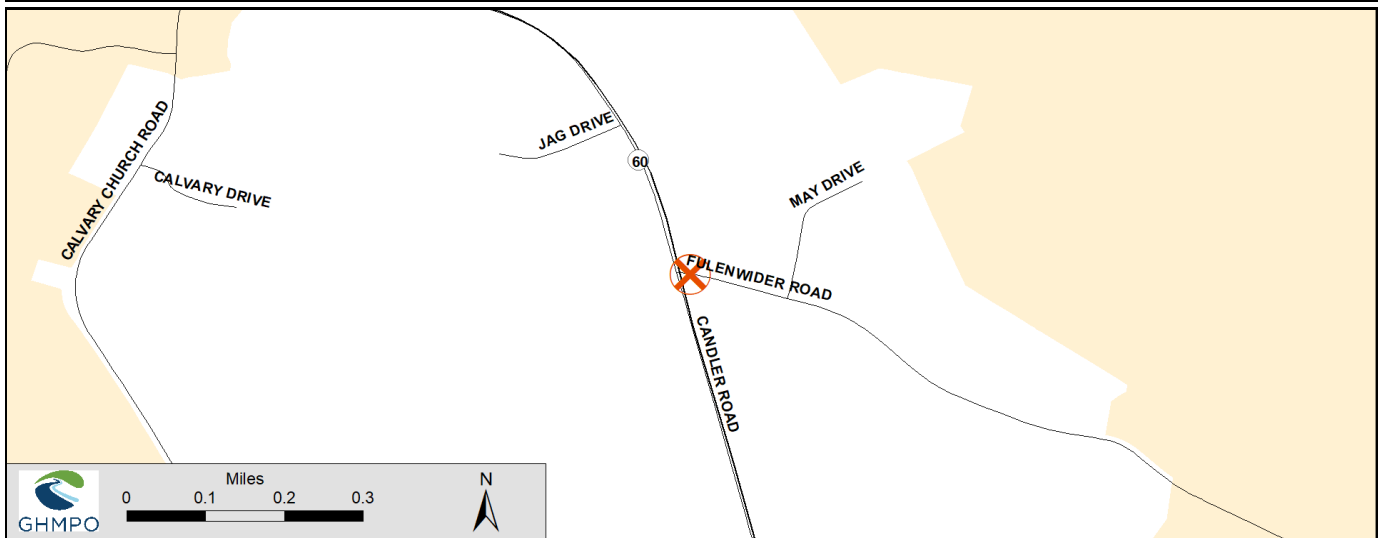 JAG DRIVE
60
CALVARY CHURCH ROAD
CALVARY DRIVE
MAY DRIVE
FULENWIDER ROAD
CANDLER ROAD
GHMPO
Miles
0 0.1 0.2 0.3
N